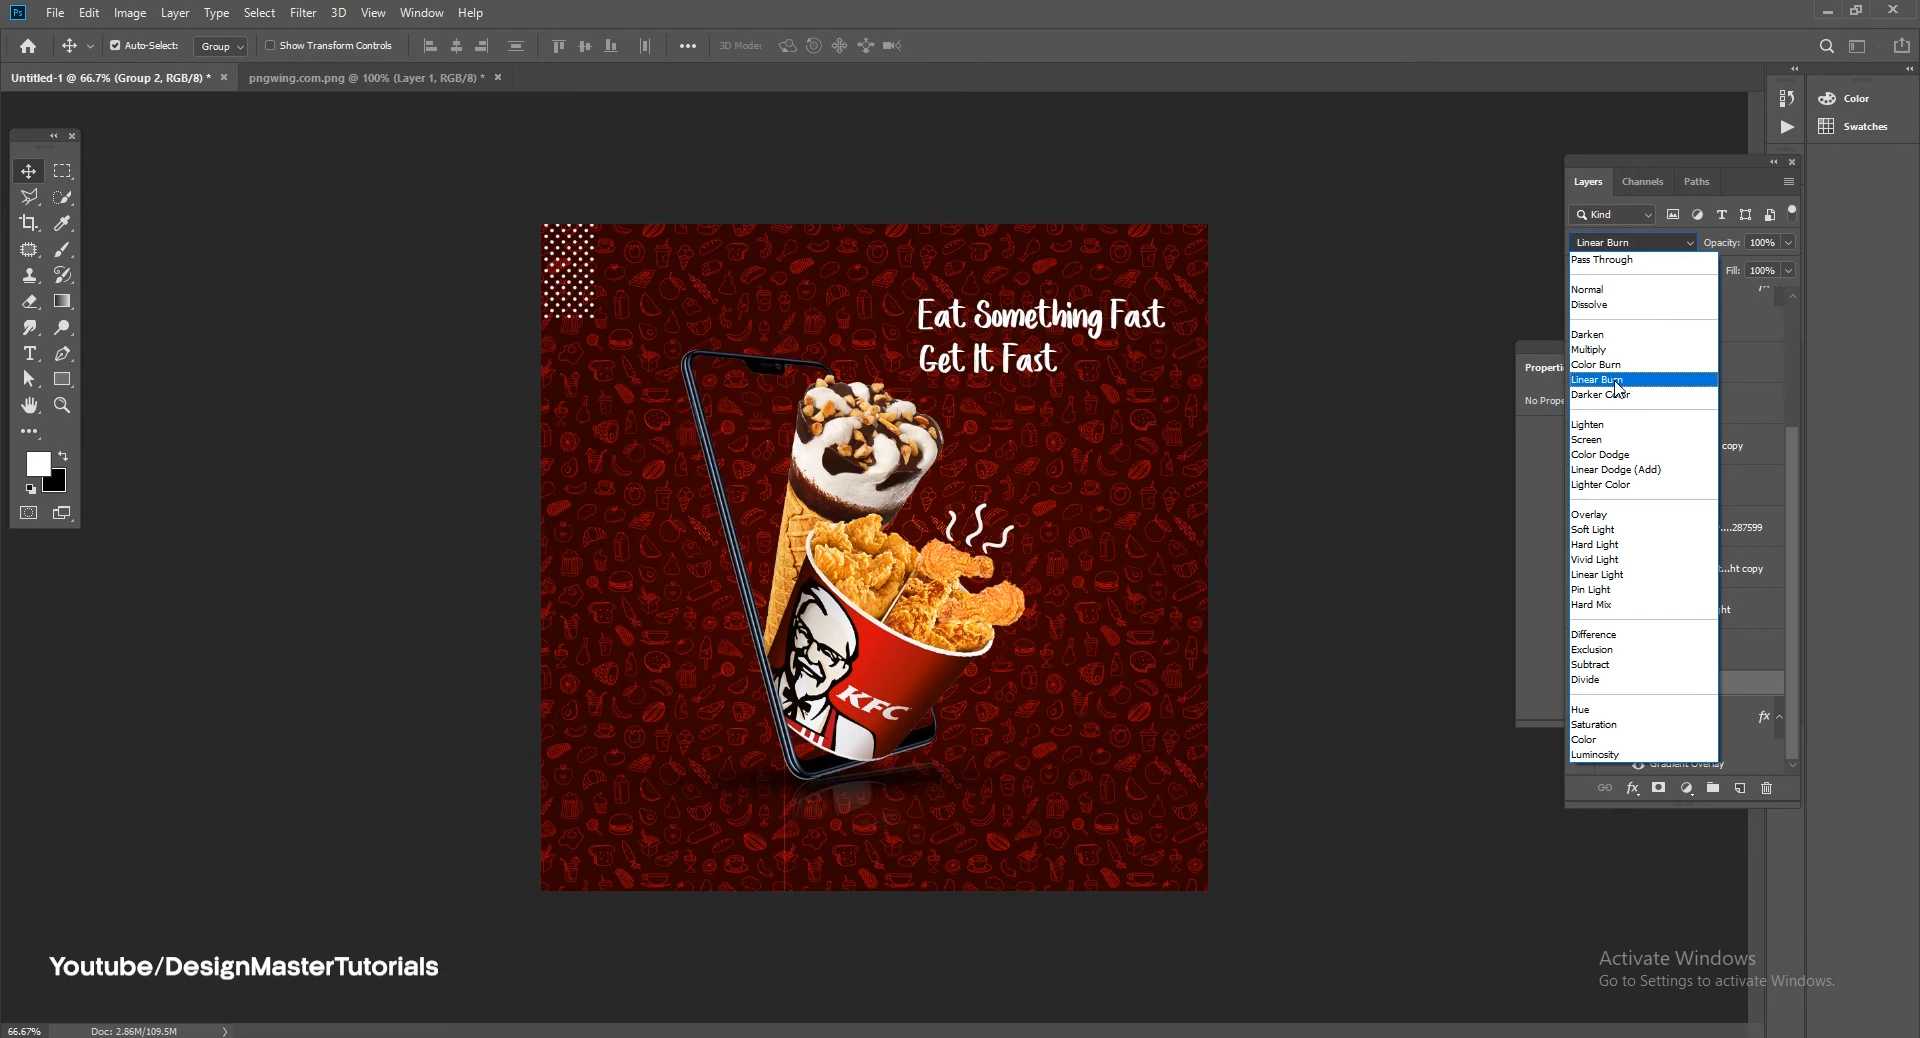 Ps File Edit Image Layer Type Select Filter 3D View Window Help
Auto-Select: Group Show Transform Controls 3D Mode:
Untitled-1 @ 66.7% (Group 2, RGB/8) * pngwing.com.png @ 100% (Layer 1, RGB/8) *
Color
Swatches
Layers Channels Paths
Kind
Linear Burn Opacity: 100%
Fill: 100%
Pass Through
Normal
Dissolve
Darken
Multiply
Color Burn
Linear Burn
Darker Color
Lighten
Screen
Color Dodge
Linear Dodge (Add)
Lighter Color
Overlay
Soft Light
Hard Light
Vivid Light
Linear Light
Pin Light
Hard Mix
Difference
Exclusion
Subtract
Divide
Hue
Saturation
Color
Luminosity
Gradient Overlay
copy
....287599
t...ht copy
ht
fx
fx
Properti
No Prope
Eat Something Fast
Get It Fast
KFC
Youtube/DesignMasterTutorials
Activate Windows
Go to Settings to activate Windows.
66.67% Doc: 2.86M/109.5M